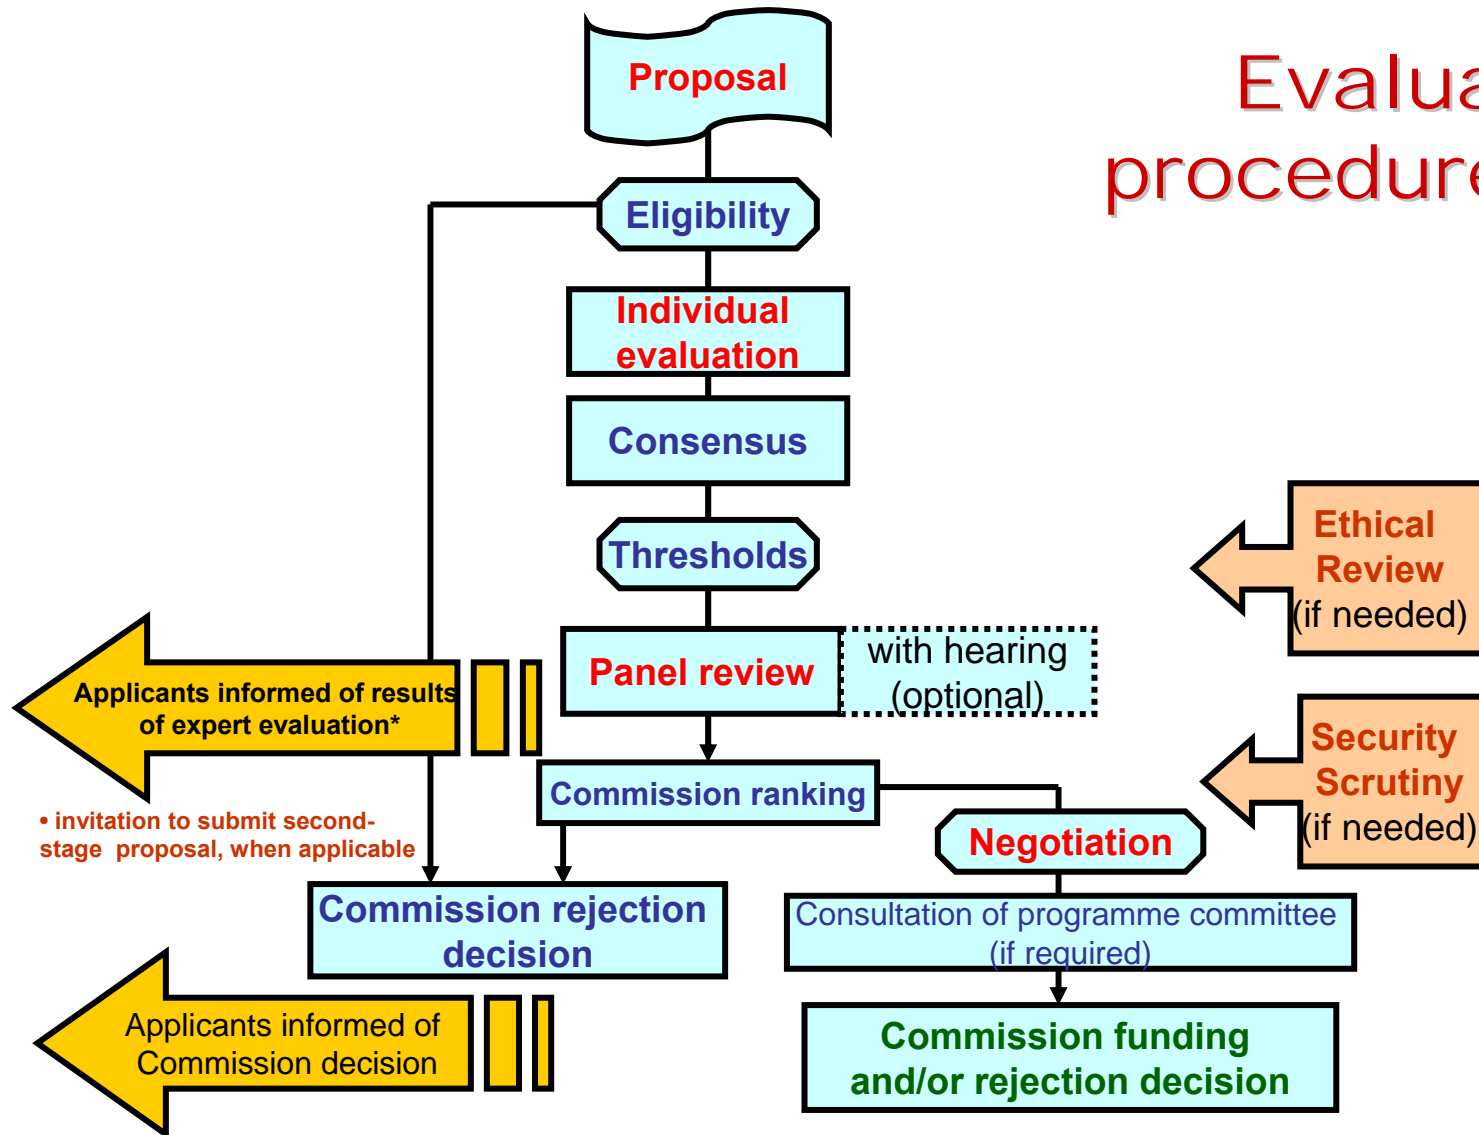 Proposal
Evalua
procedure
Eligibility
Individual
evaluation
Consensus
Thresholds
Ethical
Review
(if needed)
Panel review
with hearing
(optional)
Applicants informed of results
of expert evaluation*
Security
Scrutiny
(if needed)
Commission ranking
• invitation to submit second-
stage proposal, when applicable
Negotiation
Commission rejection
decision
Consultation of programme committee
(if required)
Applicants informed of
Commission decision
Commission funding
and/or rejection decision